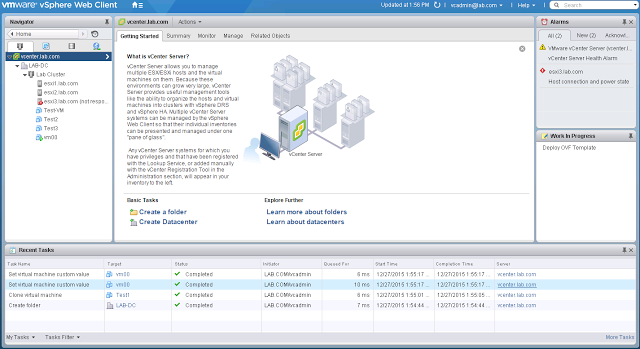 vmware® vSphere Web Client
Updated at 1:58 PM
vcadmin@lab.com
Help
Search
Navigator
Home
vcenter.lab.com
LAB-DC
Lab Cluster
esxi1.lab.com
esxi2.lab.com
esxi3.lab.com (not respo...
Test-VM
Test2
Test3
vm00
vcenter.lab.com
Actions
Getting Started
Summary
Monitor
Manage
Related Objects
What is vCenter Server?
vCenter Server allows you to manage
multiple ESX/ESXi hosts and the virtual
machines on them. Because these
environments can grow very large, vCenter
Server provides useful management tools
like the ability to organize the hosts and virtual
machines into clusters with vSphere DRS
and vSphere HA. Multiple vCenter Server
systems can be managed by the vSphere
Web Client so that their individual inventories
can be presented and managed under one
"pane of glass".
Any vCenter Server systems for which you
have privileges and that have been registered
with the Lookup Service, or added manually
with the vCenter Registration Tool in the
Administration section, will appear in your
inventory to the left.
vCenter Server
Basic Tasks
Create a folder
Create Datacenter
Explore Further
Learn more about folders
Learn about datacenters
Alarms
All (2)
New (2)
Acknowl...
VMware vCenter Server (vcenter.l...
vCenter Server Health Alarm
esxi3.lab.com
Host connection and power state
Work In Progress
Deploy OVF Template
Recent Tasks
Task Name Target Status Initiator Queued For Start Time Completion Time Server
Set virtual machine custom value vm00 Completed LAB.COM\vcadmin 6 ms 12/27/2015 1:55:17 ... 12/27/2015 1:55:17 ... vcenter.lab.com
Set virtual machine custom value vm00 Completed LAB.COM\vcadmin 10 ms 12/27/2015 1:55:17 ... 12/27/2015 1:55:17 ... vcenter.lab.com
Clone virtual machine Test1 Completed LAB.COM\vcadmin 6 ms 12/27/2015 1:55:01 ... 12/27/2015 1:55:05 ... vcenter.lab.com
Create folder LAB-DC Completed LAB.COM\vcadmin 7 ms 12/27/2015 1:54:44 ... 12/27/2015 1:54:44 ... vcenter.lab.com
My Tasks
Tasks Filter
More Tasks